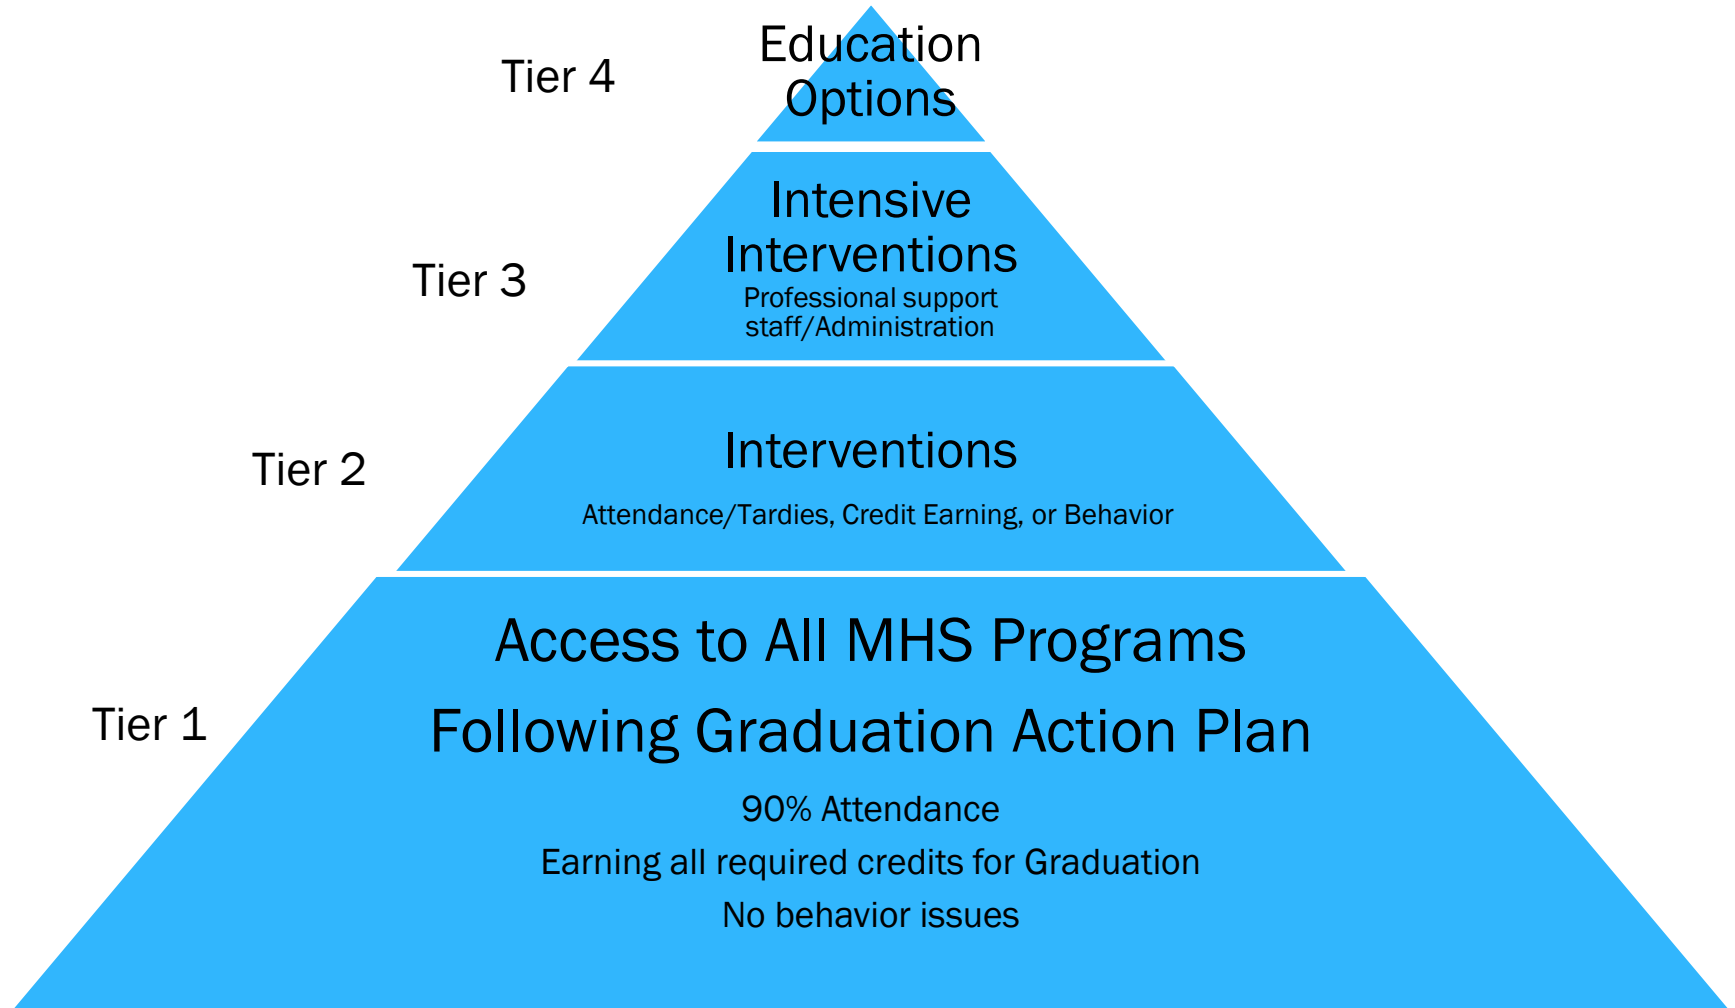 Tier 4
Education
Options
Tier 3
Intensive
Interventions
Professional support
staff/Administration
Tier 2
Interventions
Attendance/Tardies, Credit Earning, or Behavior
Tier 1
Access to All MHS Programs
Following Graduation Action Plan
90% Attendance
Earning all required credits for Graduation
No behavior issues